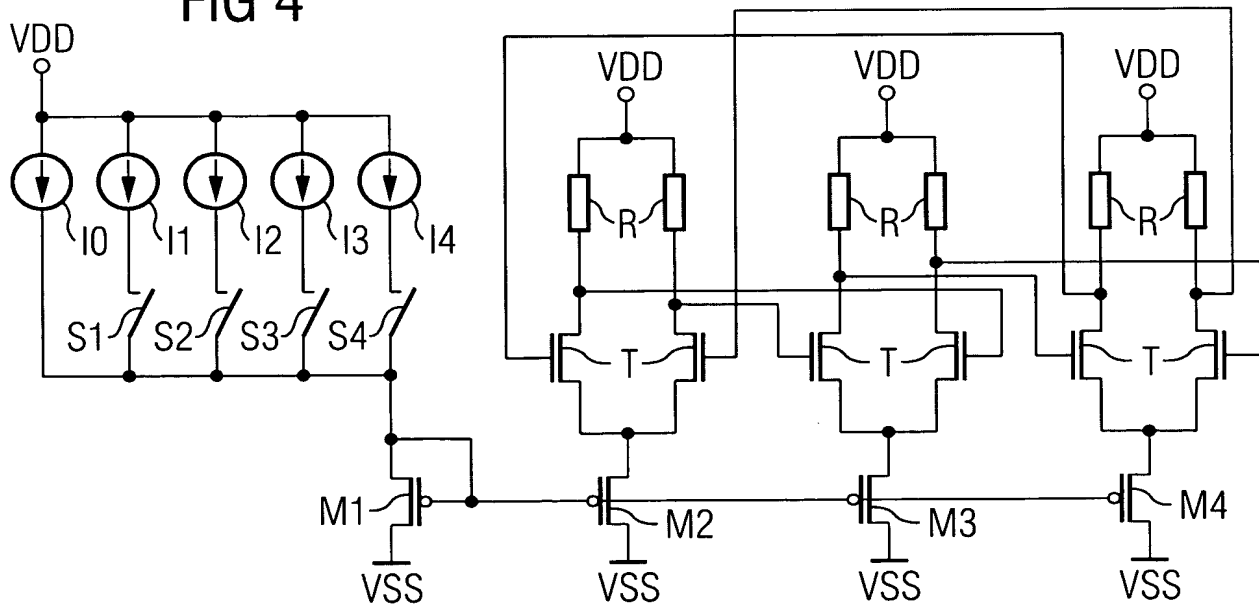 FIG 4
VDD
VDD
VDD
VDD
I0
I1
I2
I3
I4
R
R
R
S1
S2
S3
S4
T
T
T
M1
M2
M3
M4
VSS
VSS
VSS
VSS